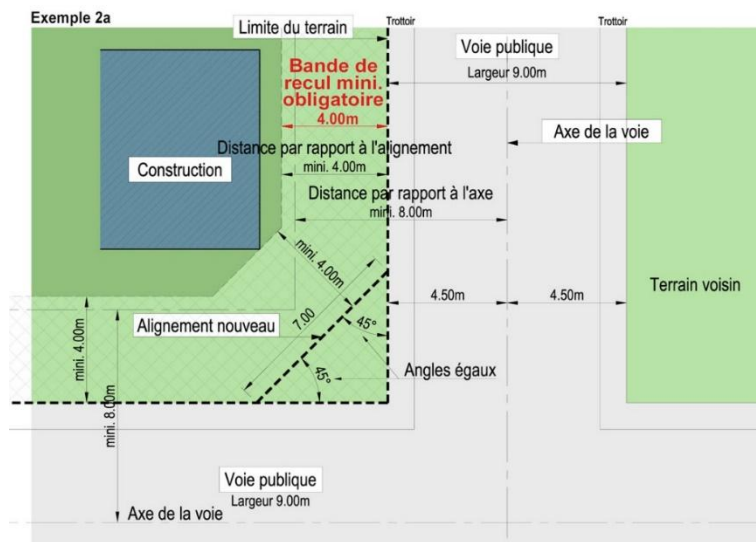 Exemple 2a
Trottoir
Trottoir
Limite du terrain
Voie publique
Largeur 9.00m
Bande de
recul mini.
obligatoire
4.00m
Axe de la voie
Distance par rapport à l'alignement
mini. 4.00m
Construction
Distance par rapport à l'axe
mini. 8.00m
mini. 4.00m
4.50m
4.50m
Terrain voisin
mini. 4.00m
7.00
Alignement nouveau
45°
45°
Angles égaux
mini. 8.00m
Voie publique
Largeur 9.00m
Axe de la voie